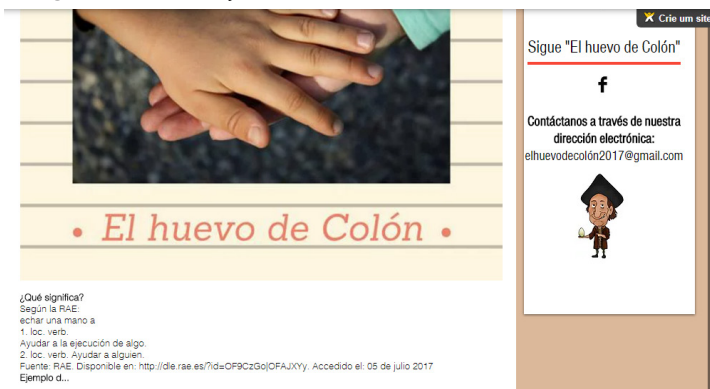 X Crie um site
Sigue "El huevo de Colón"
f
Contáctanos a través de nuestra
dirección electrónica:
elhuevodecolón2017@gmail.com
• El huevo de Colón •
¿Qué significa?
Según la RAE:
echar una mano a
1. loc. verb.
Ayudar a la ejecución de algo.
2. loc. verb. Ayudar a alguien.
Fuente: RAE. Disponible en: http://dle.rae.es/?id=OF9CzGo|OFAJXYy. Accedido el: 05 de julio 2017
Ejemplo d...